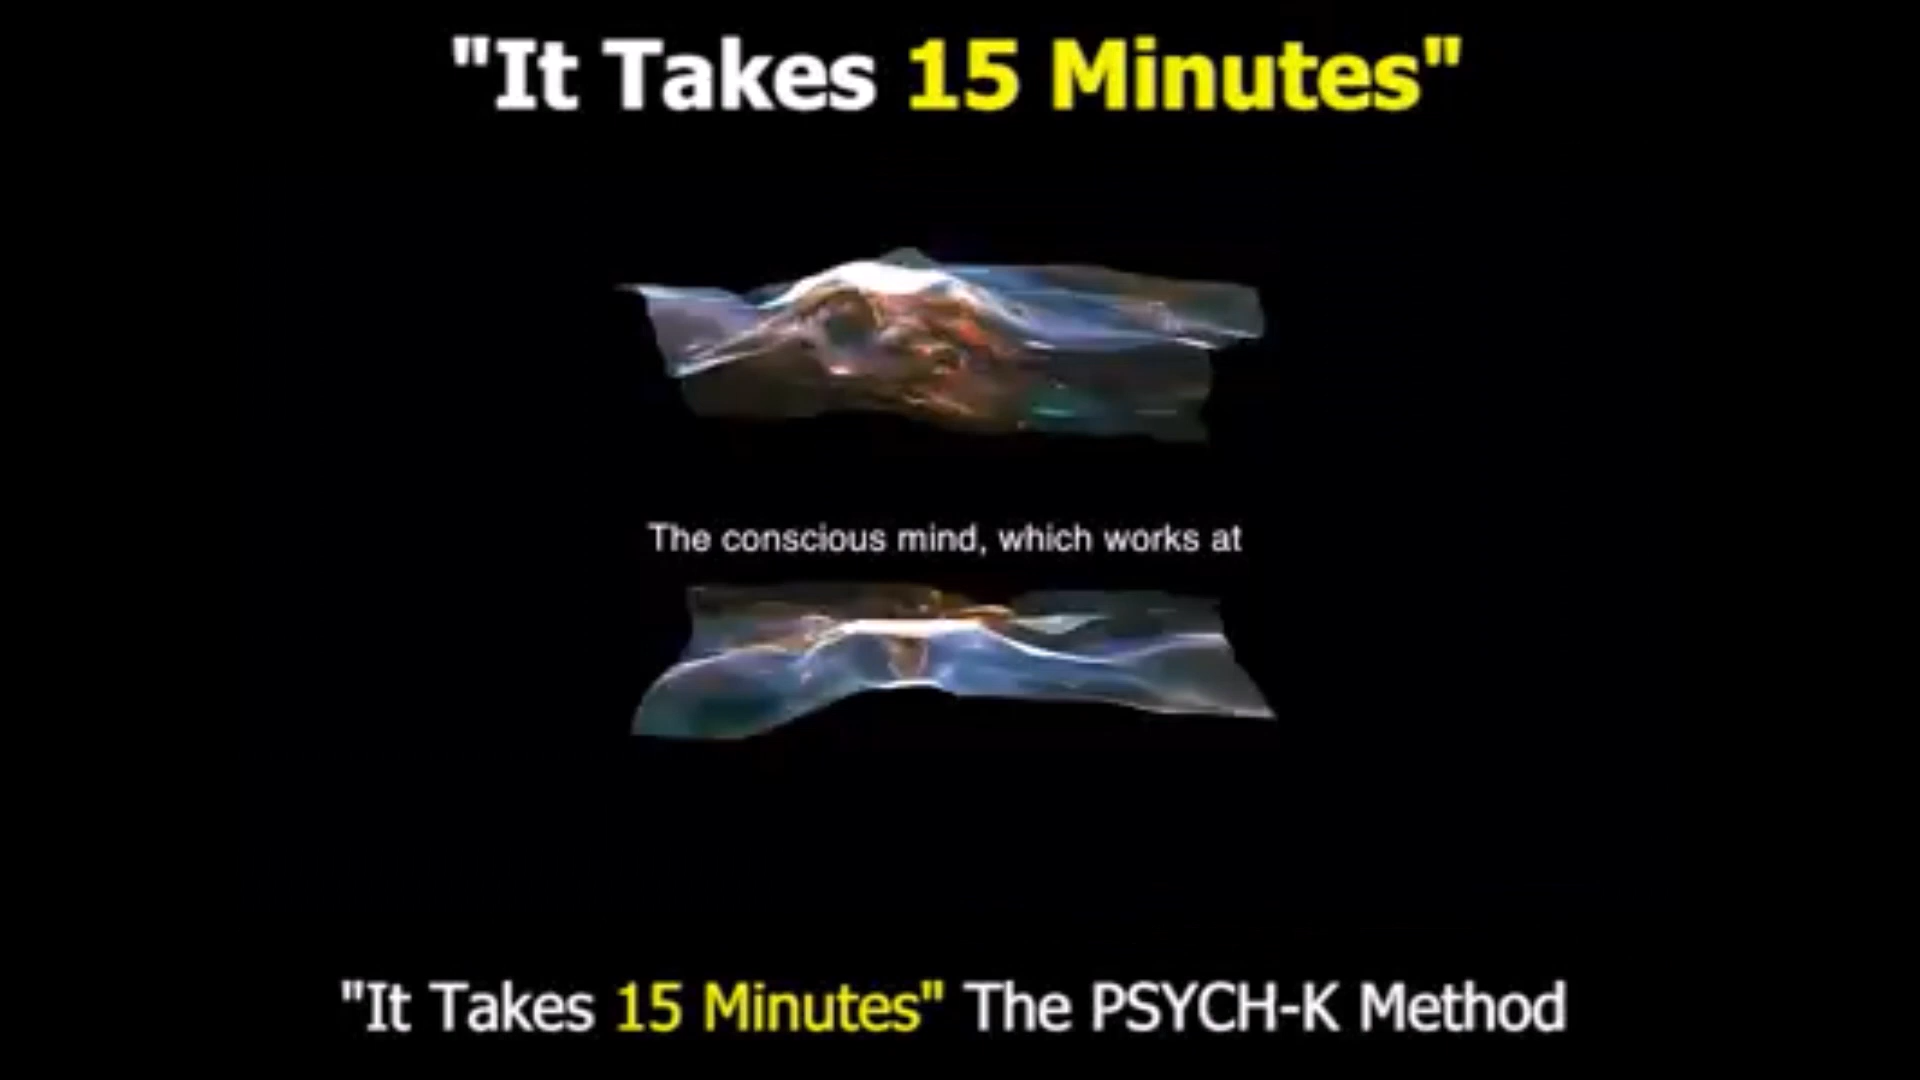 "It Takes 15 Minutes"
The conscious mind, which works at
"It Takes 15 Minutes" The PSYCH-K Method